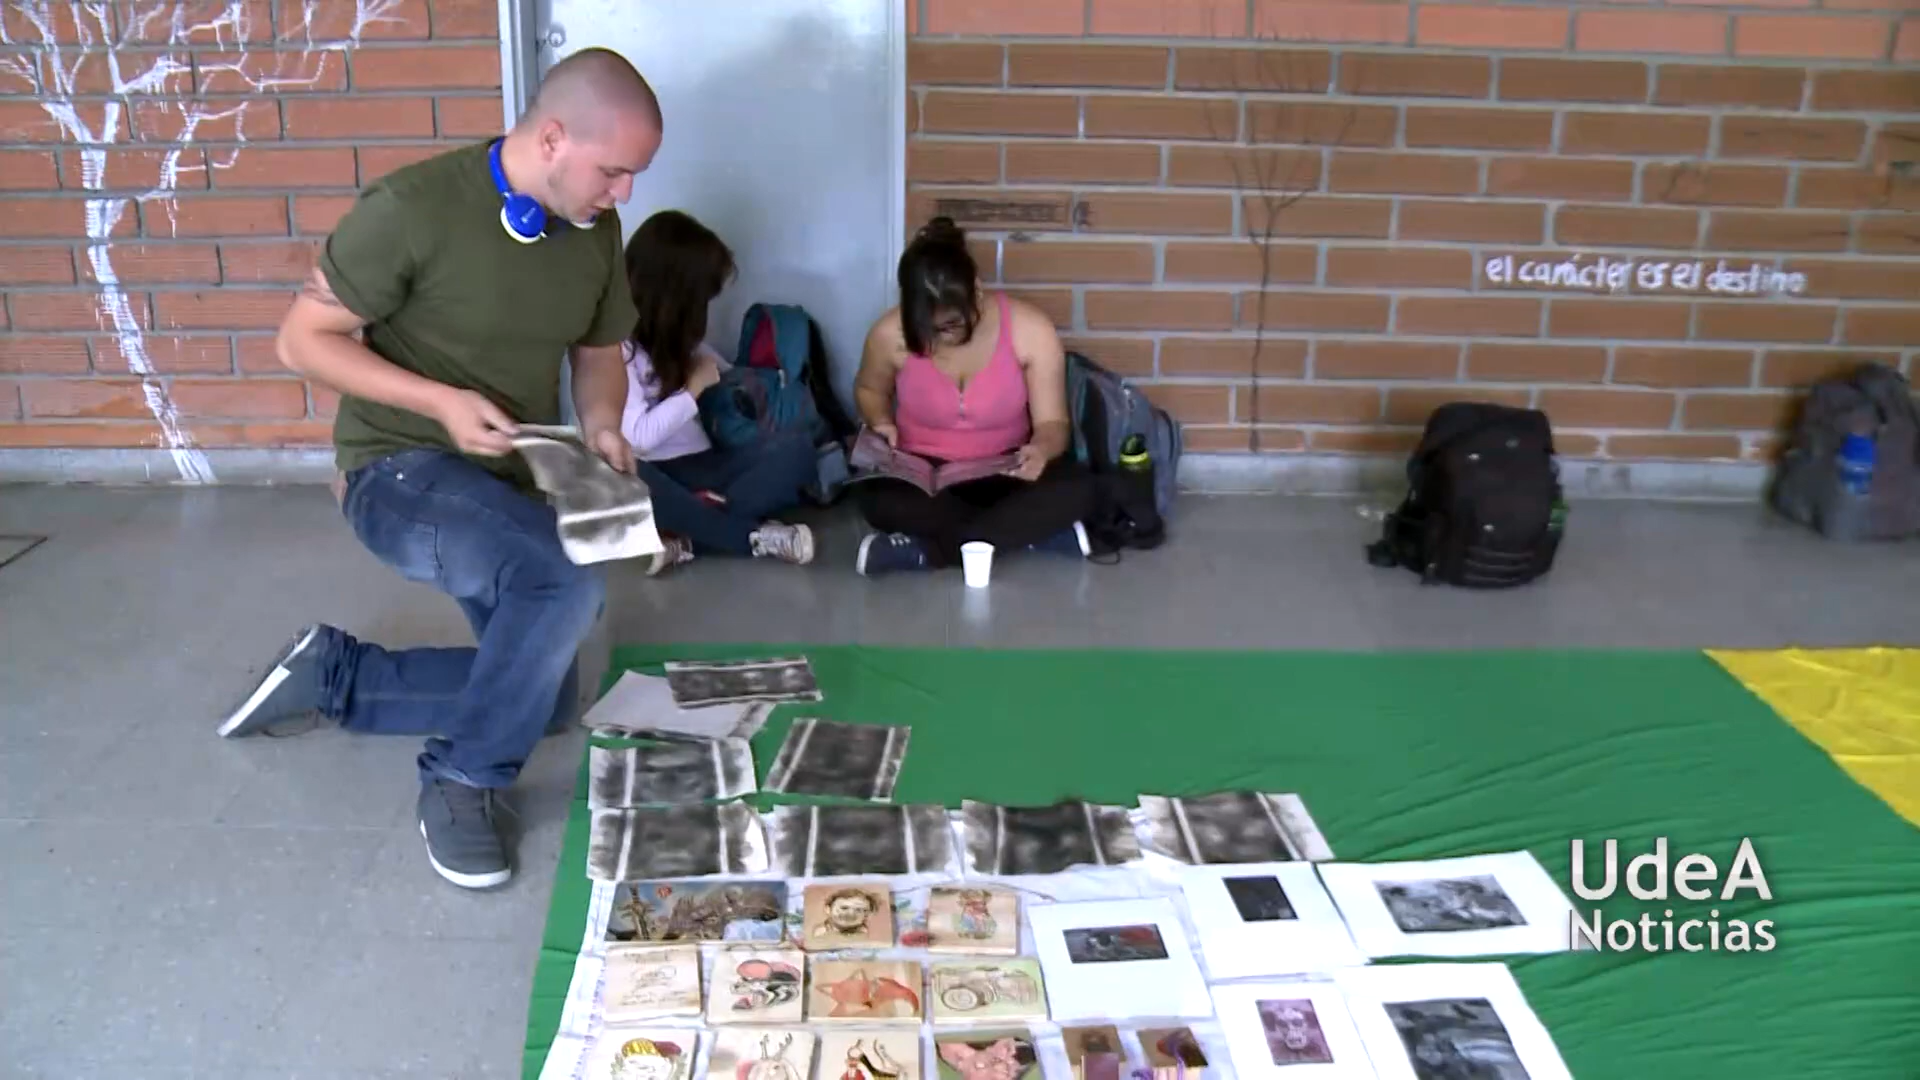 el carácter es el destino
UdeA
Noticias